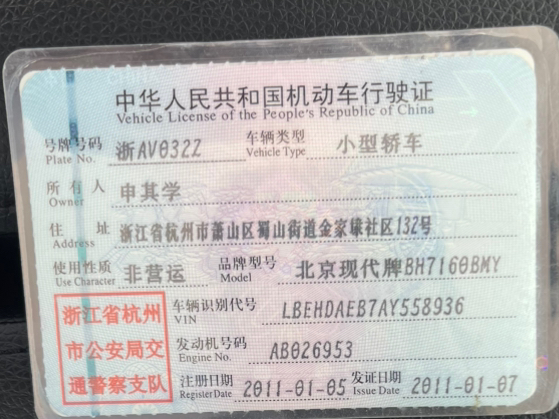 中华人民共和国机动车行驶证
Vehicle License of the People's Republic of China
号牌号码 浙AV032Z 车辆类型 小型轿车
Plate No. Vehicle Type
所有人 申其学
Owner
住址 浙江省杭州市萧山区蜀山街道金家埭社区132号
Address
使用性质 非营运 品牌型号 北京现代牌BH7160BMY
Use Character Model
浙江省杭州
市公安局交
通警察支队
车辆识别代号 LBEHDAEB7AY558936
VIN
发动机号码 AB026953
Engine No.
注册日期 2011-01-05 发证日期 2011-01-07
Register Date Issue Date